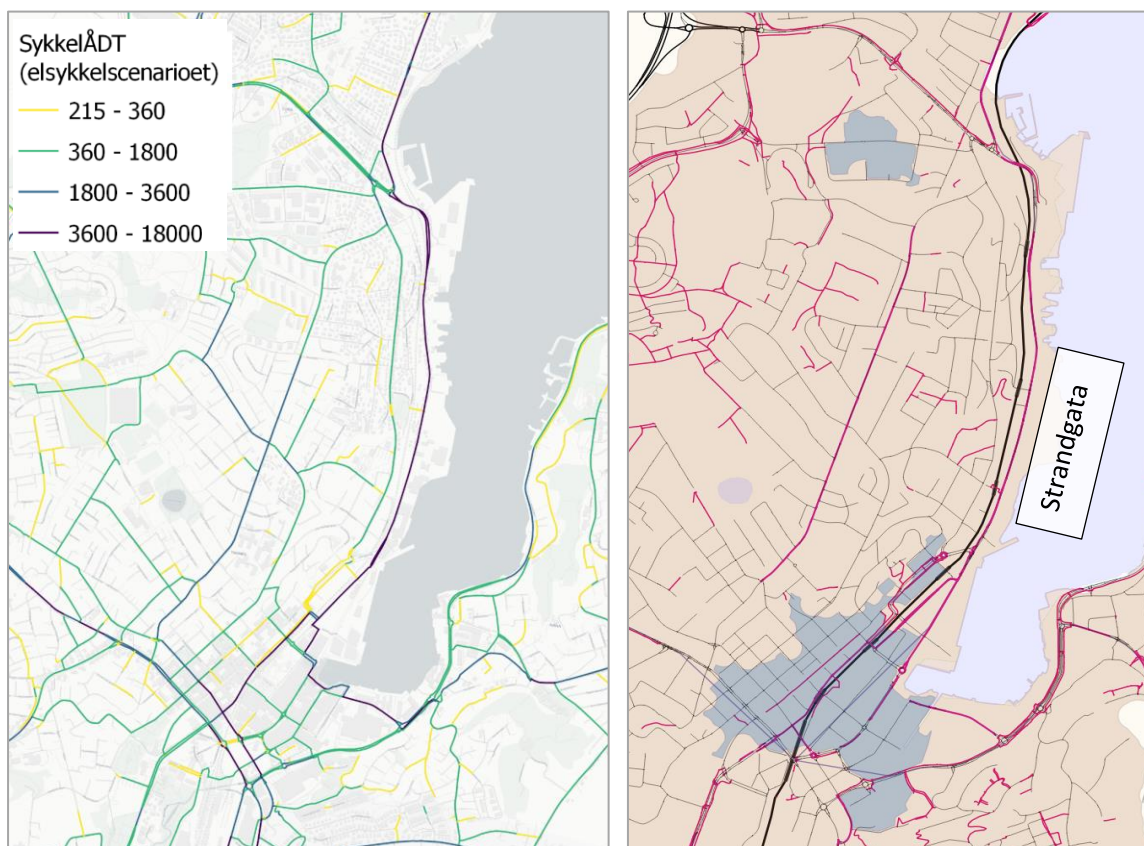 SykkelÅDT
(elsykkelscenarioet)
215 - 360
360 - 1800
1800 - 3600
3600 - 18000
Strandgata